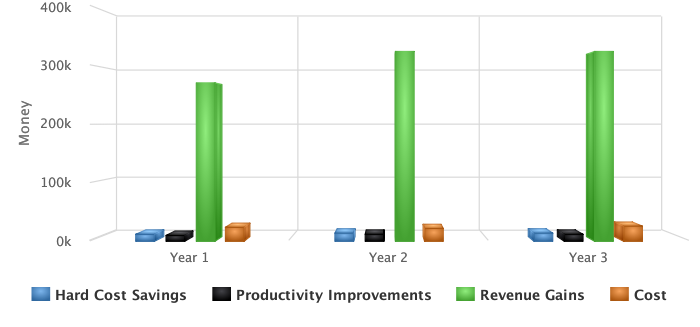 400k
300k
200k
100k
0k
Money
Year 1 Year 2 Year 3
Hard Cost Savings Productivity Improvements Revenue Gains Cost